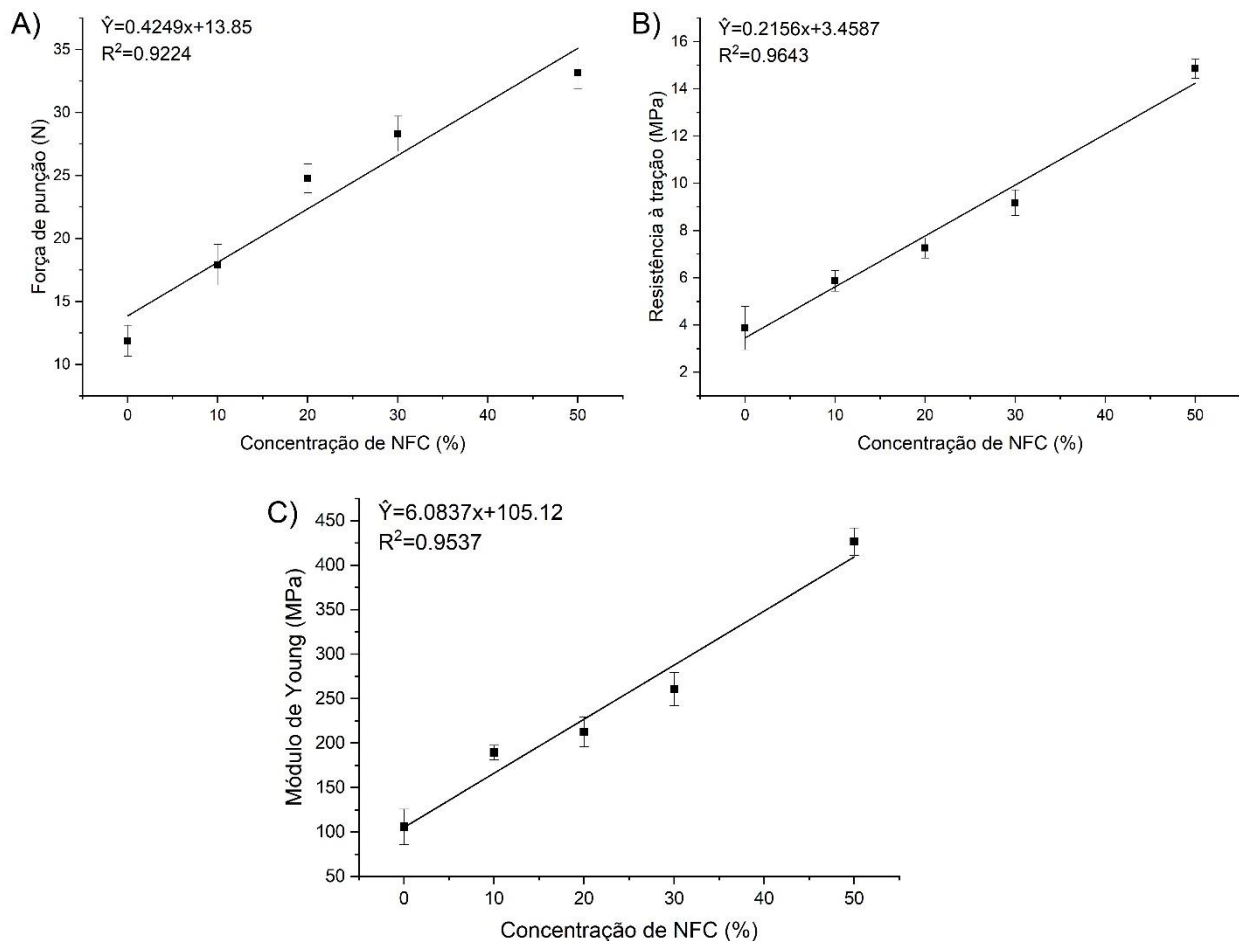 A)
Ŷ=0.4249x+13.85
R²=0.9224
Força de punção (N)
35
30
25
20
15
10
0 10 20 30 40 50
Concentração de NFC (%)
B)
Ŷ=0.2156x+3.4587
R²=0.9643
Resistência à tração (MPa)
16
14
12
10
8
6
4
2
0 10 20 30 40 50
Concentração de NFC (%)
C)
Ŷ=6.0837x+105.12
R²=0.9537
Módulo de Young (MPa)
450
400
350
300
250
200
150
100
50
0 10 20 30 40 50
Concentração de NFC (%)